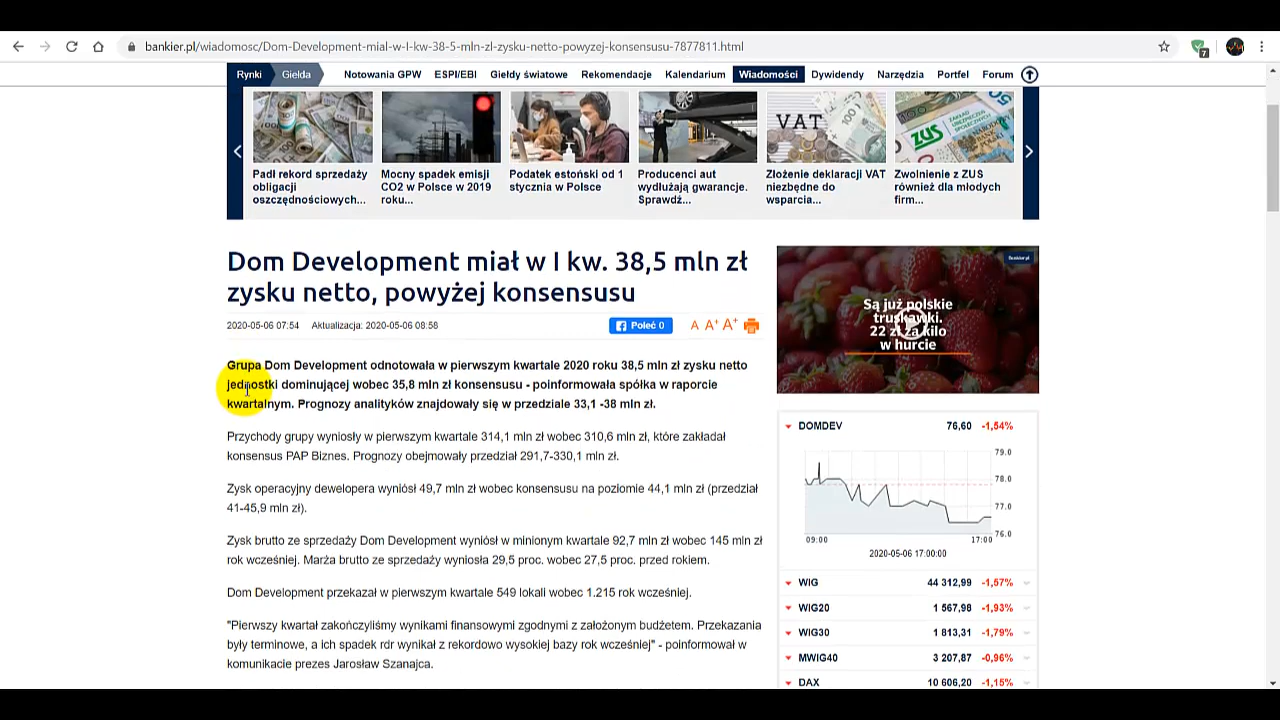 bankier.pl/wiadomosc/Dom-Development-mial-w-I-kw-38-5-mln-zl-zysku-netto-powyzej-konsensusu-7877811.html
7
Rynki Giełda Notowania GPW ESPI/EBI Giełdy światowe Rekomendacje Kalendarium Wiadomości Dywidendy Narzędzia Portfel Forum
VAT
ZUS
Padł rekord sprzedaży
obligacji
oszczędnościowych...
Mocny spadek emisji
CO2 w Polsce w 2019
roku...
Podatek estoński od 1
stycznia w Polsce
Producenci aut
wydłużają gwarancje.
Sprawdź...
Złożenie deklaracji VAT
niezbędne do
wsparcia...
Zwolnienie z ZUS
również dla młodych
firm...
Dom Development miał w I kw. 38,5 mln zł
zysku netto, powyżej konsensusu
2020-05-06 07:54 Aktualizacja: 2020-05-06 08:58
Poleć 0
A A+ A+
Grupa Dom Development odnotowała w pierwszym kwartale 2020 roku 38,5 mln zł zysku netto
jednostki dominującej wobec 35,8 mln zł konsensusu - poinformowała spółka w raporcie
kwartalnym. Prognozy analityków znajdowały się w przedziale 33,1 -38 mln zł.
Przychody grupy wyniosły w pierwszym kwartale 314,1 mln zł wobec 310,6 mln zł, które zakładał
konsensus PAP Biznes. Prognozy obejmowały przedział 291,7-330,1 mln zł.
Zysk operacyjny dewelopera wyniósł 49,7 mln zł wobec konsensusu na poziomie 44,1 mln zł (przedział
41-45,9 mln zł).
Zysk brutto ze sprzedaży Dom Development wyniósł w minionym kwartale 92,7 mln zł wobec 145 mln zł
rok wcześniej. Marża brutto ze sprzedaży wyniosła 29,5 proc. wobec 27,5 proc. przed rokiem.
Dom Development przekazał w pierwszym kwartale 549 lokali wobec 1.215 rok wcześniej.
"Pierwszy kwartał zakończyliśmy wynikami finansowymi zgodnymi z założonym budżetem. Przekazania
były terminowe, a ich spadek rdr wynikał z rekordowo wysokiej bazy rok wcześniej" - poinformował w
komunikacie prezes Jarosław Szanajca.
Bankier.pl
Są już polskie
truskawki.
22 zł za kilo
w hurcie
DOMDEV 76,60 -1,54%
79.0
78.0
77.0
76.0
09:00 17:00
2020-05-06 17:00:00
WIG 44 312,99 -1,57%
WIG20 1 567,98 -1,93%
WIG30 1 813,31 -1,79%
MWIG40 3 207,87 -0,96%
DAX 10 606,20 -1,15%